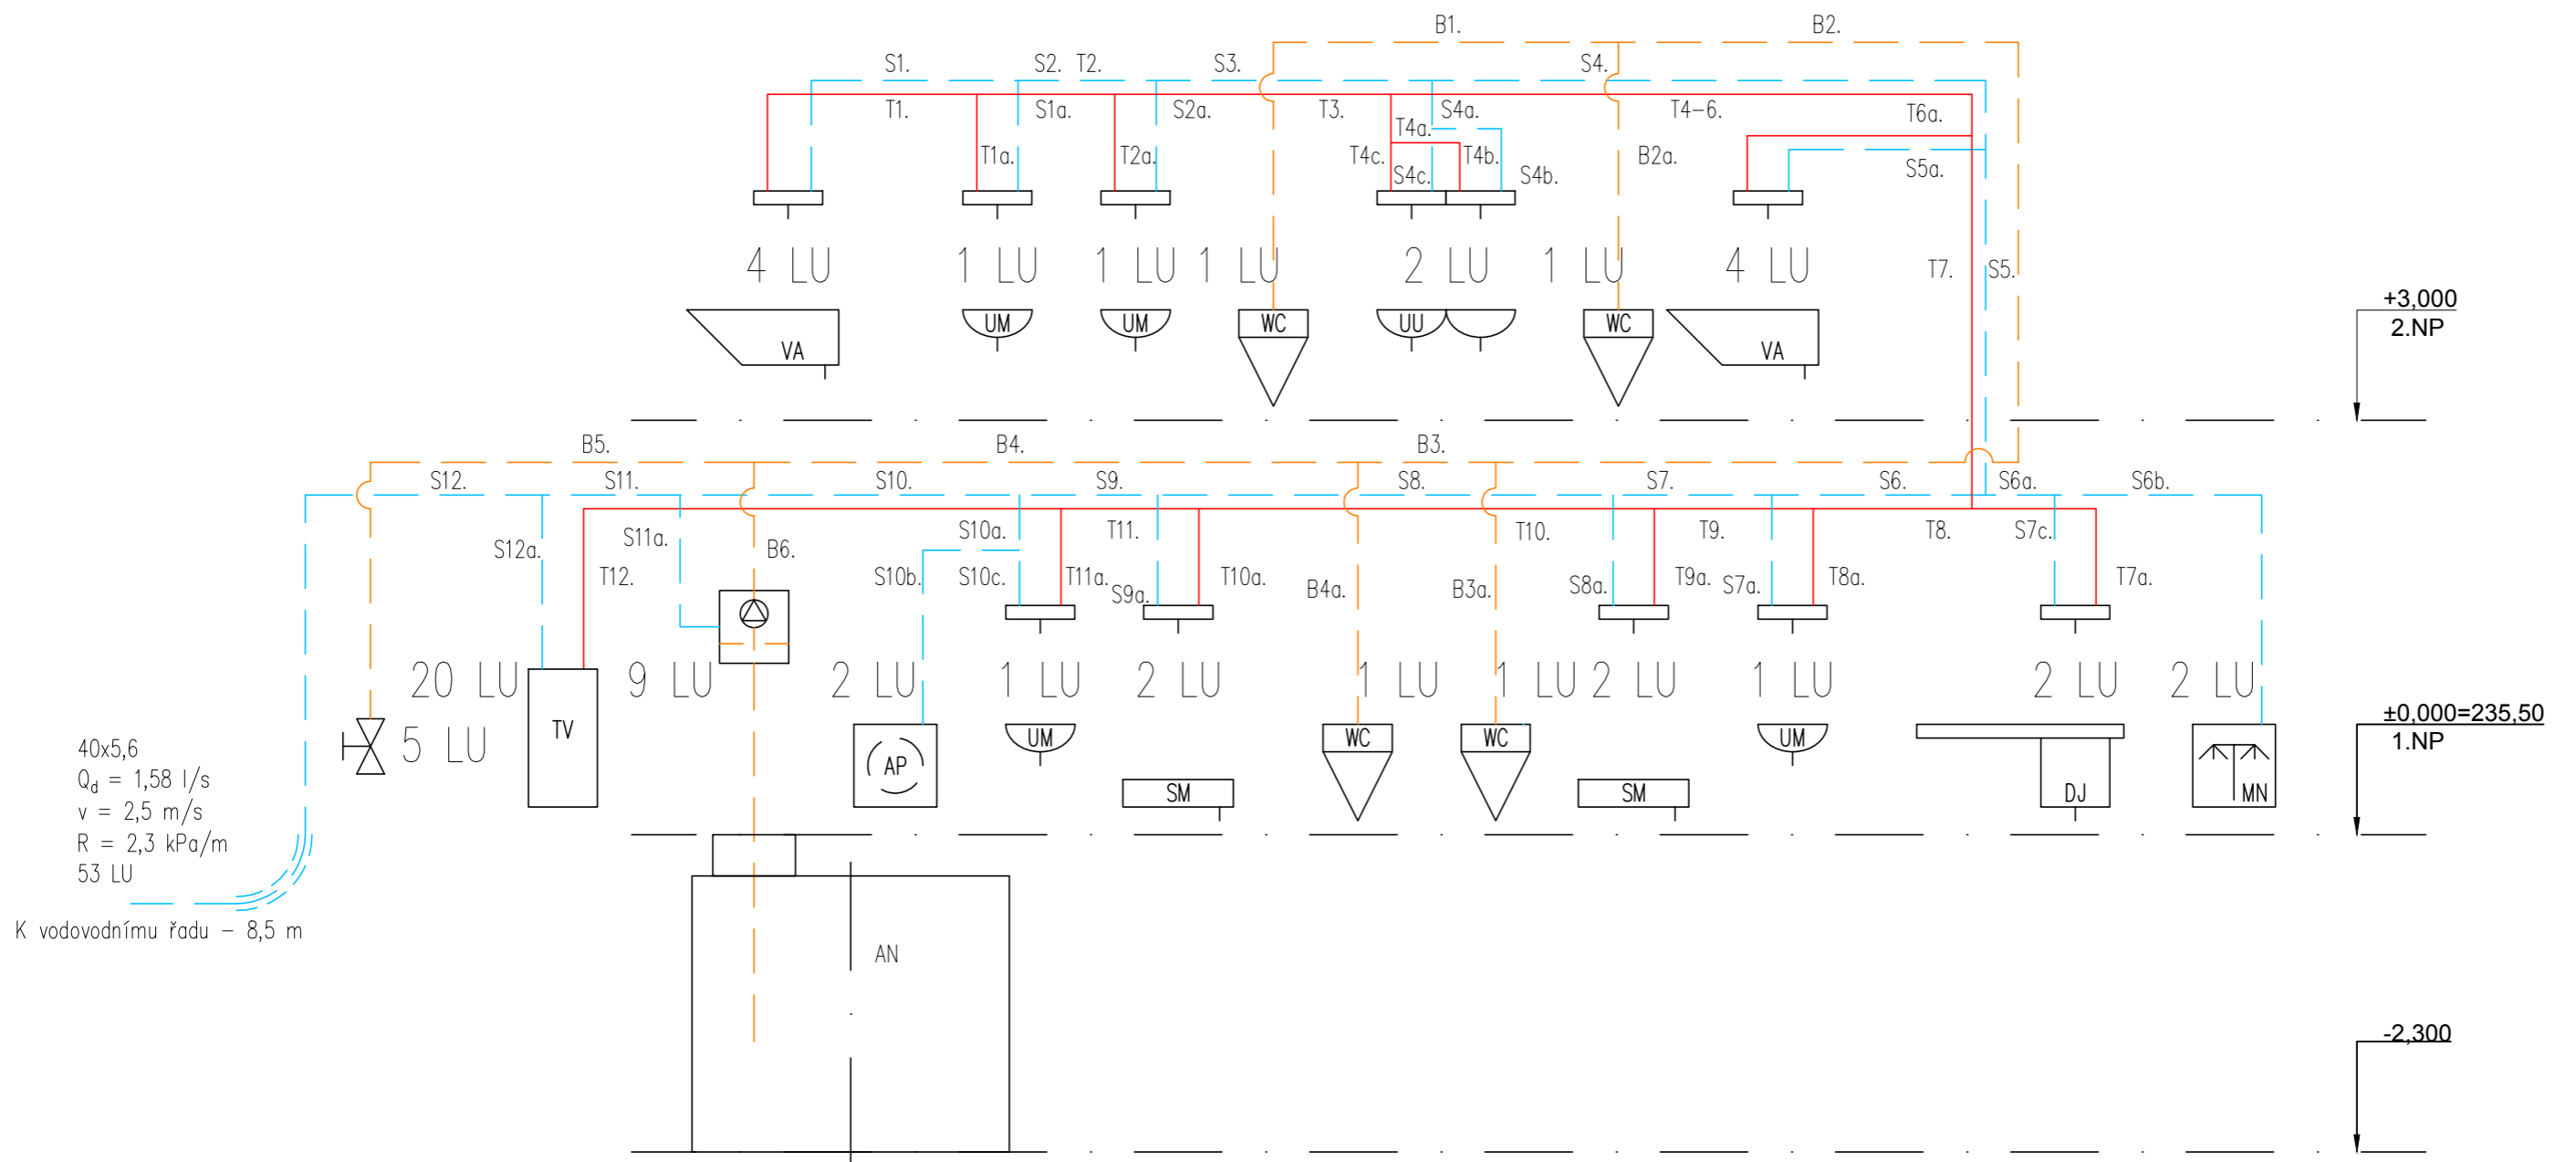 B1.
B2.
S1.
S2.
T2.
S3.
S4.
T1.
S1a.
S2a.
T3.
S4a.
T4-6.
T6a.
T4a.
T1a.
T2a.
T4c.
T4b.
B2a.
S4c.
S4b.
S5a.
4 LU
1 LU
1 LU
1 LU
2 LU
1 LU
4 LU
T7.
S5.
UM
UM
WC
UU
WC
VA
VA
+3,000
2.NP
B5.
B4.
B3.
S12.
S11.
S10.
S9.
S8.
S7.
S6.
S6a.
S6b.
S11a.
S10a.
T11.
T10.
T9.
T8.
S7c.
S12a.
B6.
T12.
S10b.
S10c.
T11a.
S9a.
T10a.
B4a.
B3a.
S8a.
T9a.
S7a.
T8a.
T7a.
20 LU
9 LU
2 LU
1 LU
2 LU
1 LU
1 LU
2 LU
1 LU
2 LU
2 LU
5 LU
TV
AP
UM
SM
WC
WC
SM
UM
DJ
MN
±0,000=235,50
1.NP
40x5,6
Qd = 1,58 l/s
v = 2,5 m/s
R = 2,3 kPa/m
53 LU
K vodovodnímu řadu – 8,5 m
AN
-2,300